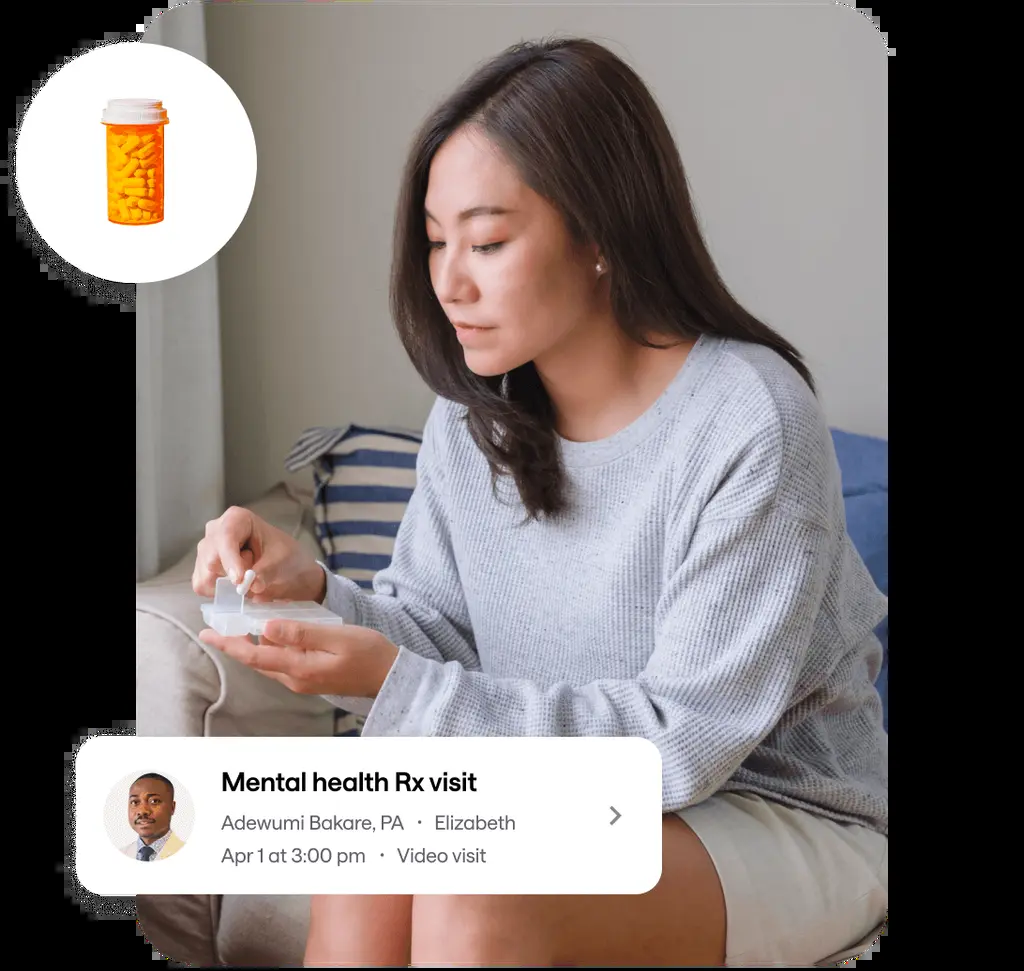 Mental health Rx visit
Adewumi Bakare, PA · Elizabeth
Apr 1 at 3:00 pm · Video visit